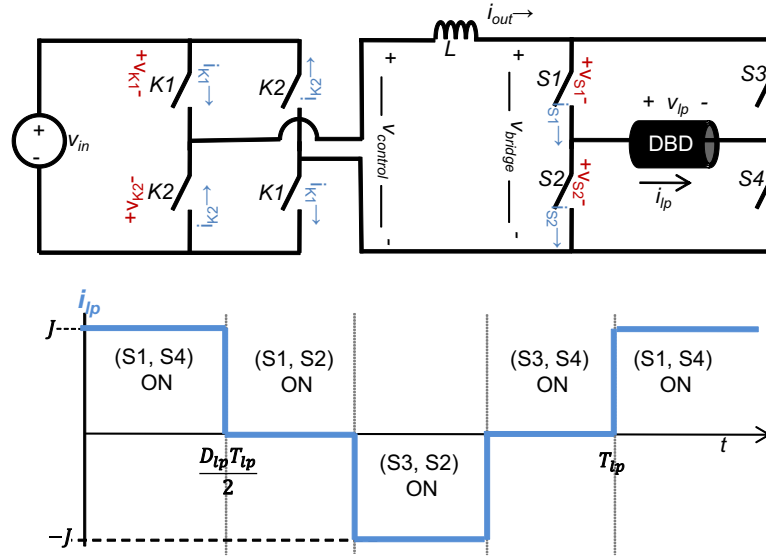 i_out→
L
+V_K1-
K1
i_K1→
K2
i_K2→
+
-
v_in
K2
+V_K2-
i_K2→
K1
i_K1→
+
V_control
-
+
V_bridge
-
S1
+V_S1-
i_S1→
S2
+V_S2-
i_S2→
S3
+ v_lp -
DBD
i_lp
S4
i_lp
J
(S1, S4)
ON
(S1, S2)
ON
(S3, S4)
ON
(S1, S4)
ON
D_lp T_lp
2
(S3, S2)
ON
T_lp
t
-J